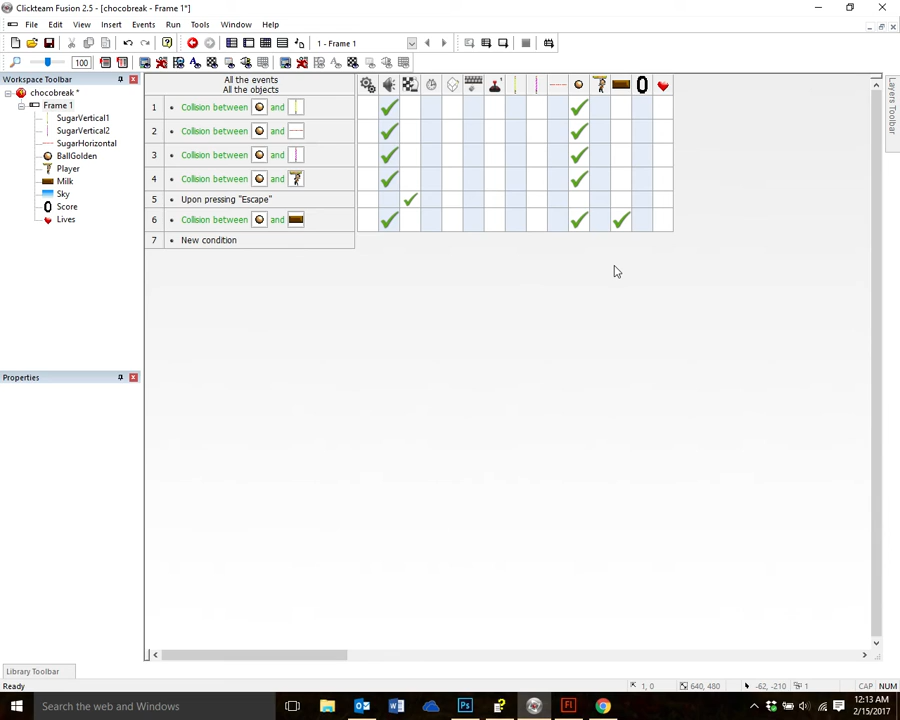 Clickteam Fusion 2.5 - [chocobreak - Frame 1*]
File Edit View Insert Events Run Tools Window Help
1 - Frame 1
100
Workspace Toolbar
chocobreak *
Frame 1
SugarVertical1
SugarVertical2
SugarHorizontal
BallGolden
Player
Milk
Sky
Score
Lives
Properties
Library Toolbar
All the events
All the objects
1 • Collision between and
2 • Collision between and
3 • Collision between and
4 • Collision between and
5 • Upon pressing "Escape"
6 • Collision between and
7 • New condition
Layers Toolbar
Ready
1, 0
640, 480
-62, -210
1
CAP NUM
Search the web and Windows
12:13 AM
2/15/2017